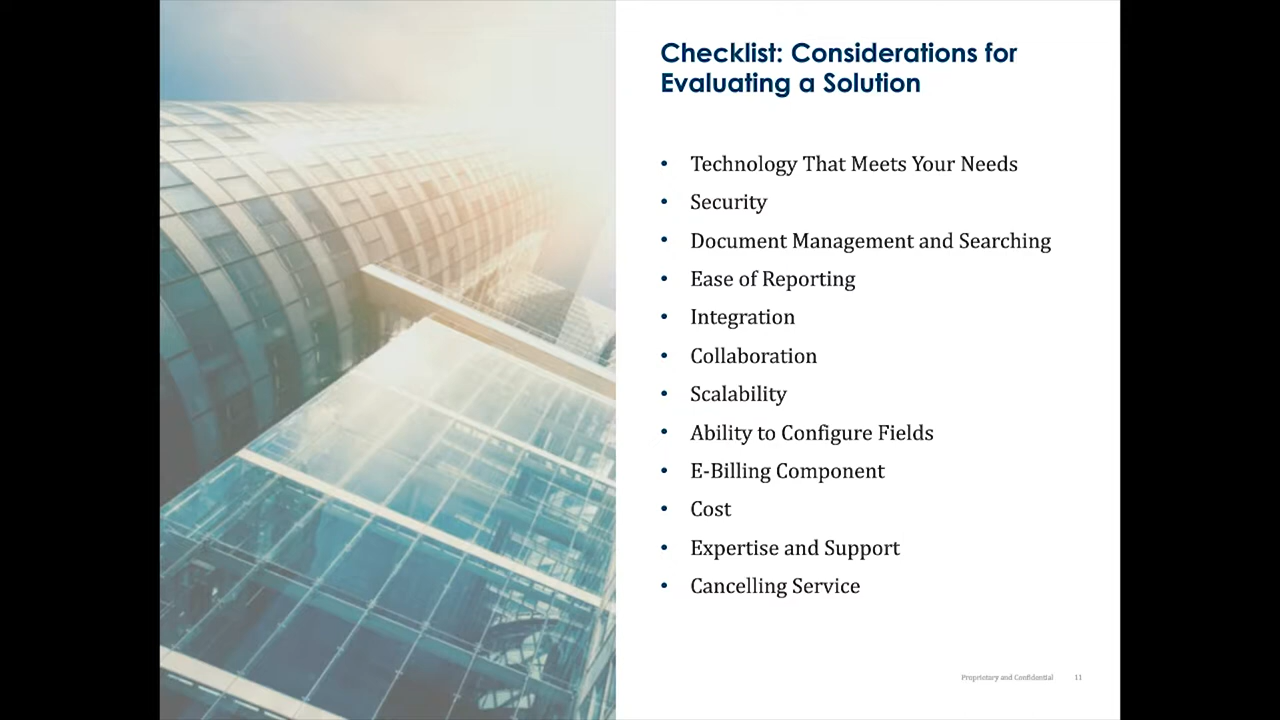 Checklist: Considerations for
Evaluating a Solution
• Technology That Meets Your Needs
• Security
• Document Management and Searching
• Ease of Reporting
• Integration
• Collaboration
• Scalability
• Ability to Configure Fields
• E-Billing Component
• Cost
• Expertise and Support
• Cancelling Service
Proprietary and Confidential 11